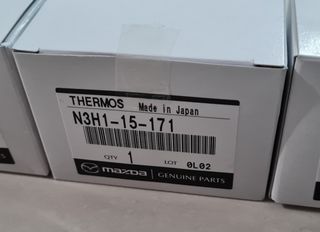 THERMOS Made in Japan
N3H1-15-171
QTY 1 LOT 0L02
mazda GENUINE PARTS